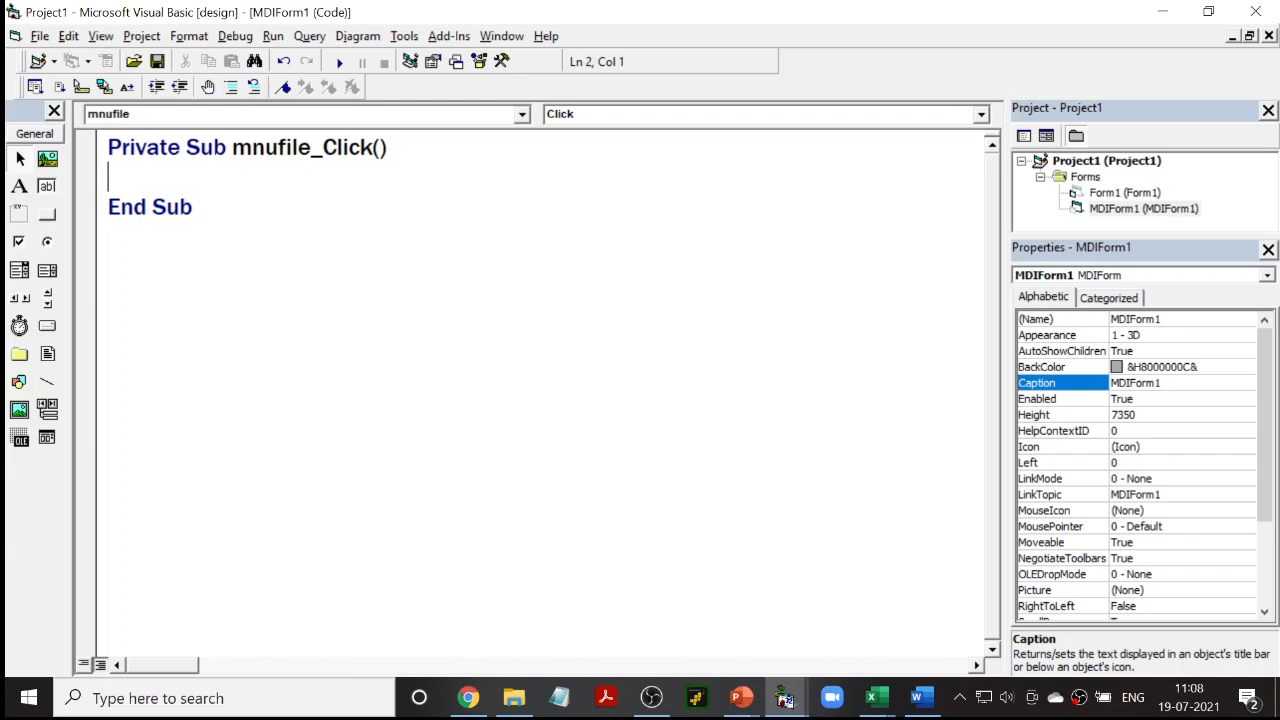 Project1 - Microsoft Visual Basic [design] - [MDIForm1 (Code)]
File Edit View Project Format Debug Run Query Diagram Tools Add-Ins Window Help
Ln 2, Col 1
General
mnufile
Click
Private Sub mnufile_Click()
End Sub
Project - Project1
Project1 (Project1)
Forms
Form1 (Form1)
MDIForm1 (MDIForm1)
Properties - MDIForm1
MDIForm1 MDIForm
Alphabetic Categorized
(Name) MDIForm1
Appearance 1 - 3D
AutoShowChildren True
BackColor &H8000000C&
Caption MDIForm1
Enabled True
Height 7350
HelpContextID 0
Icon (Icon)
Left 0
LinkMode 0 - None
LinkTopic MDIForm1
MouseIcon (None)
MousePointer 0 - Default
Moveable True
NegotiateToolbars True
OLEDropMode 0 - None
Picture (None)
RightToLeft False
Caption
Returns/sets the text displayed in an object's title bar
or below an object's icon.
Type here to search
ENG
11:08
19-07-2021
2